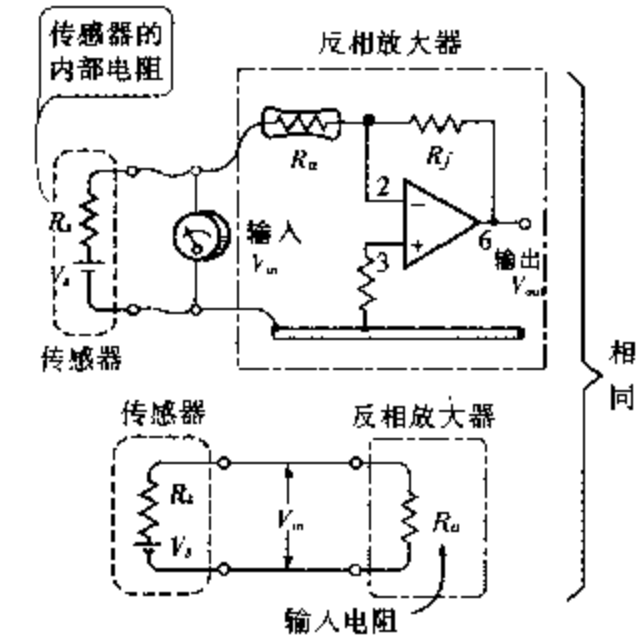 传感器的
内部电阻
反相放大器
Rs
Vs
传感器
输入
Vin
Ra
Rf
2
3
6
输出
Vout
相
同
传感器
反相放大器
Rs
Vs
Vin
Ra
输入电阻